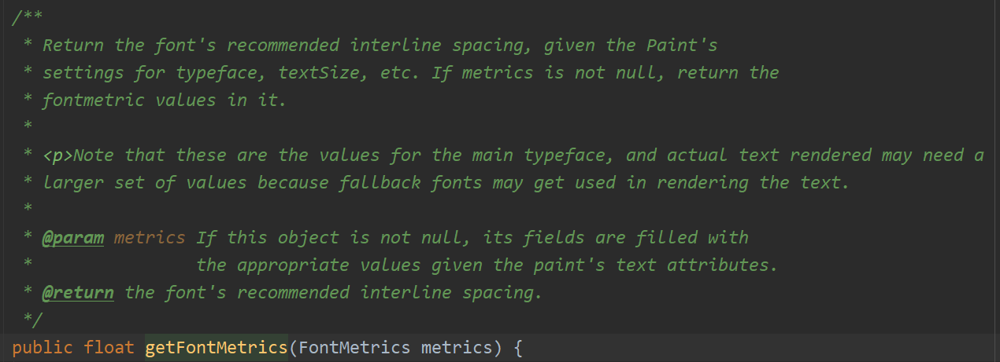 /**
* Return the font's recommended interline spacing, given the Paint's
* settings for typeface, textSize, etc. If metrics is not null, return the
* fontmetric values in it.
*
* <p>Note that these are the values for the main typeface, and actual text rendered may need a
* larger set of values because fallback fonts may get used in rendering the text.
*
* @param metrics If this object is not null, its fields are filled with
*                the appropriate values given the paint's text attributes.
* @return the font's recommended interline spacing.
*/
public float getFontMetrics(FontMetrics metrics) {